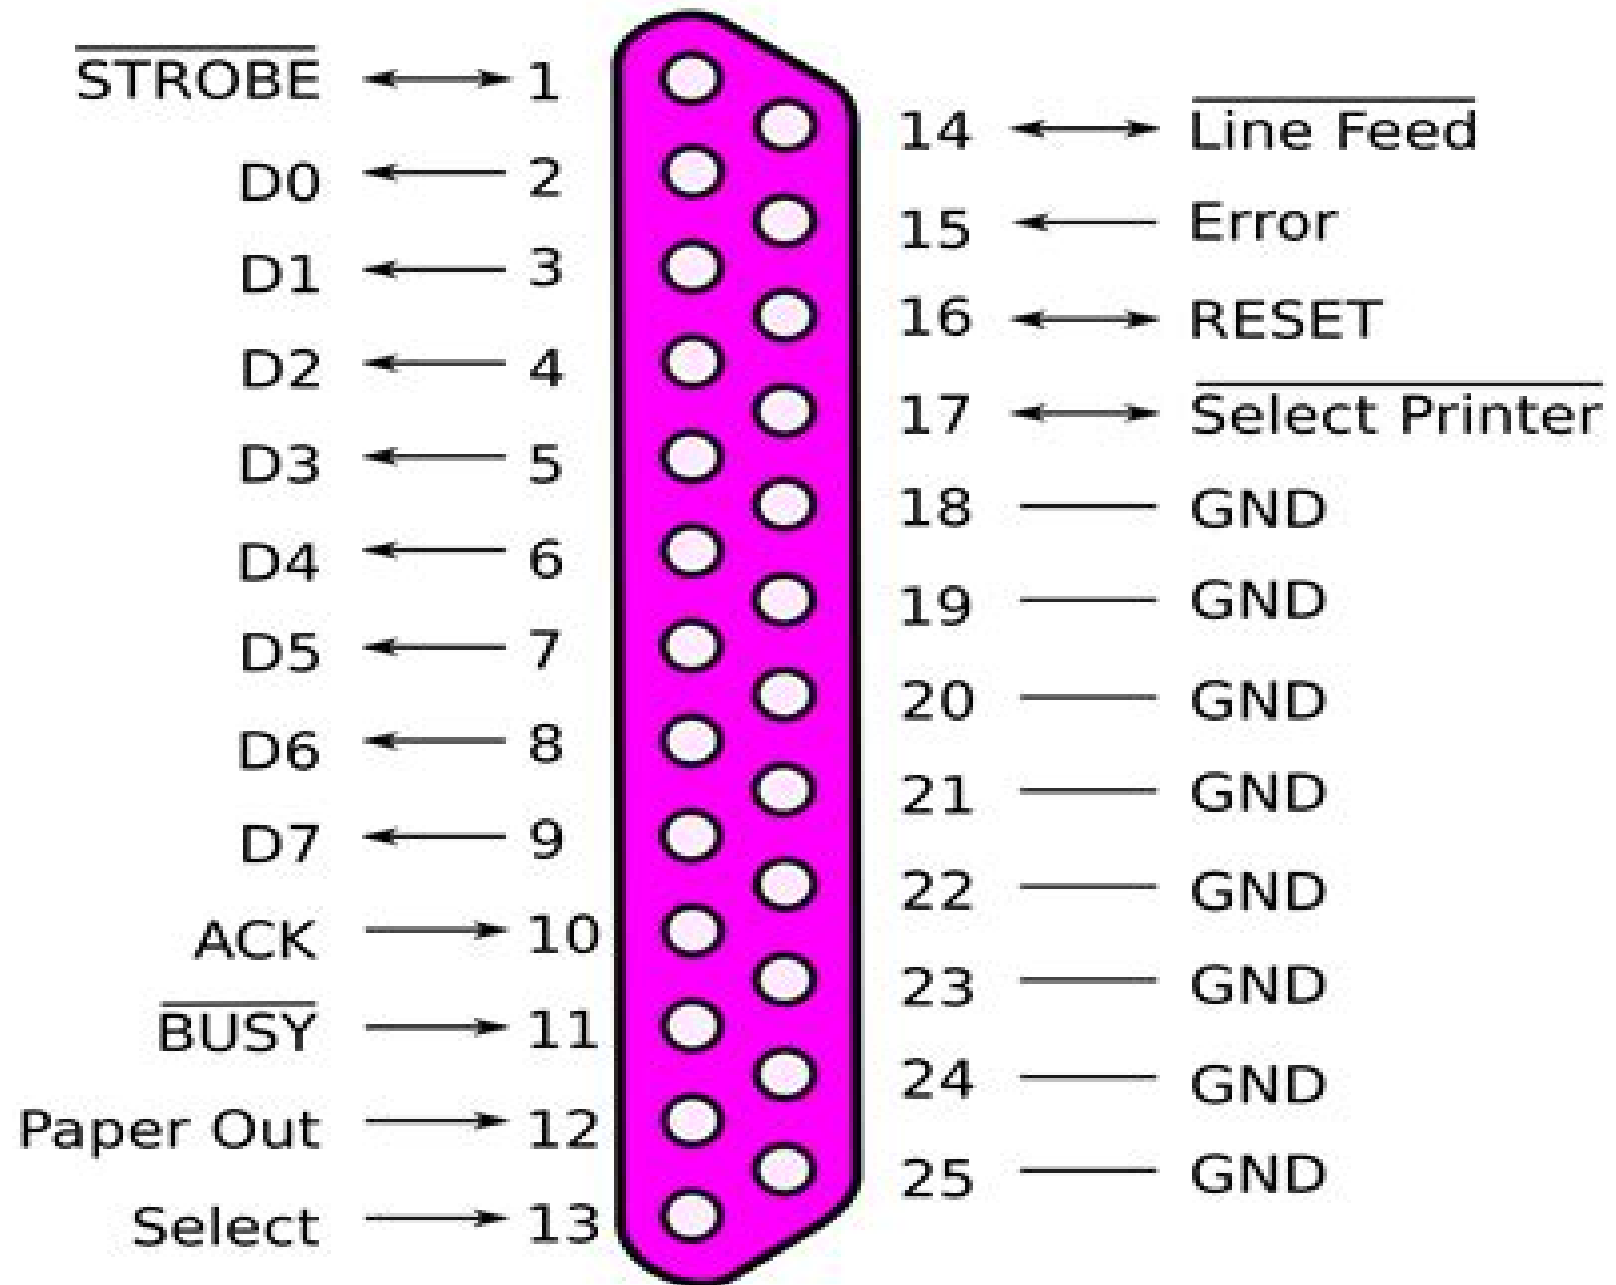 STROBE 1
D0 2
D1 3
D2 4
D3 5
D4 6
D5 7
D6 8
D7 9
ACK 10
BUSY 11
Paper Out 12
Select 13
14 Line Feed
15 Error
16 RESET
17 Select Printer
18 GND
19 GND
20 GND
21 GND
22 GND
23 GND
24 GND
25 GND